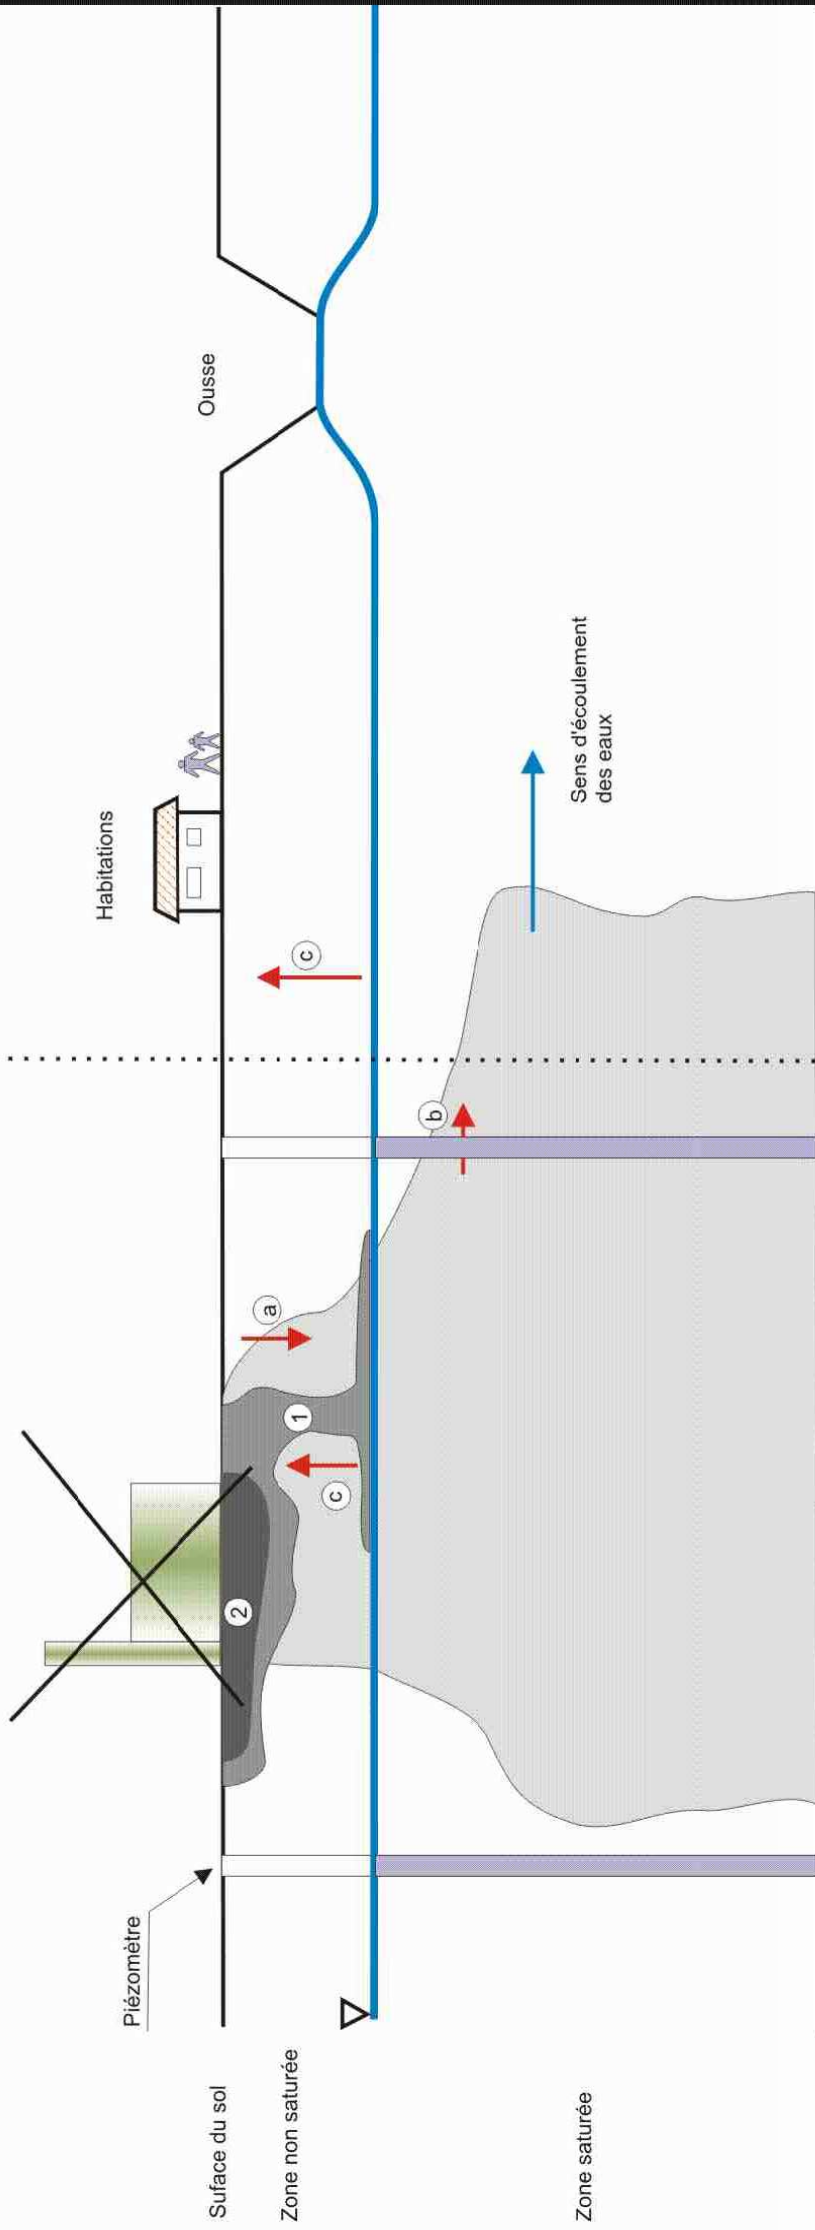 Piézomètre
Habitations
Ousse
Suface du sol
Zone non saturée
2
1
a
c
c
b
Sens d'écoulement
des eaux
Zone saturée